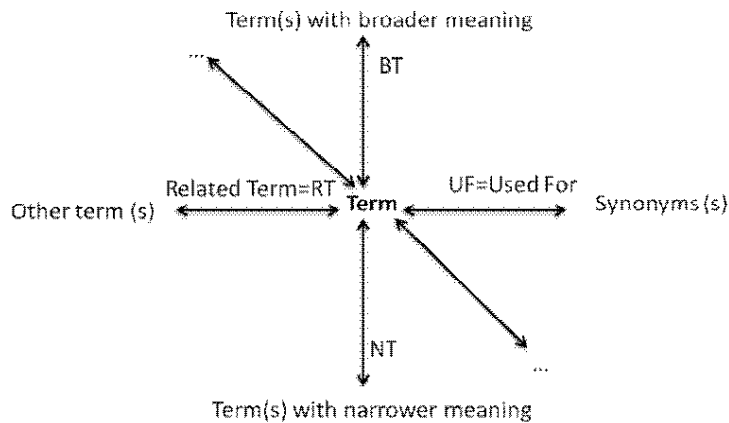 Term(s) with broader meaning
...
BT
Related Term=RT
Term
UF=Used For
Other term (s)
Synonyms (s)
NT
...
Term(s) with narrower meaning